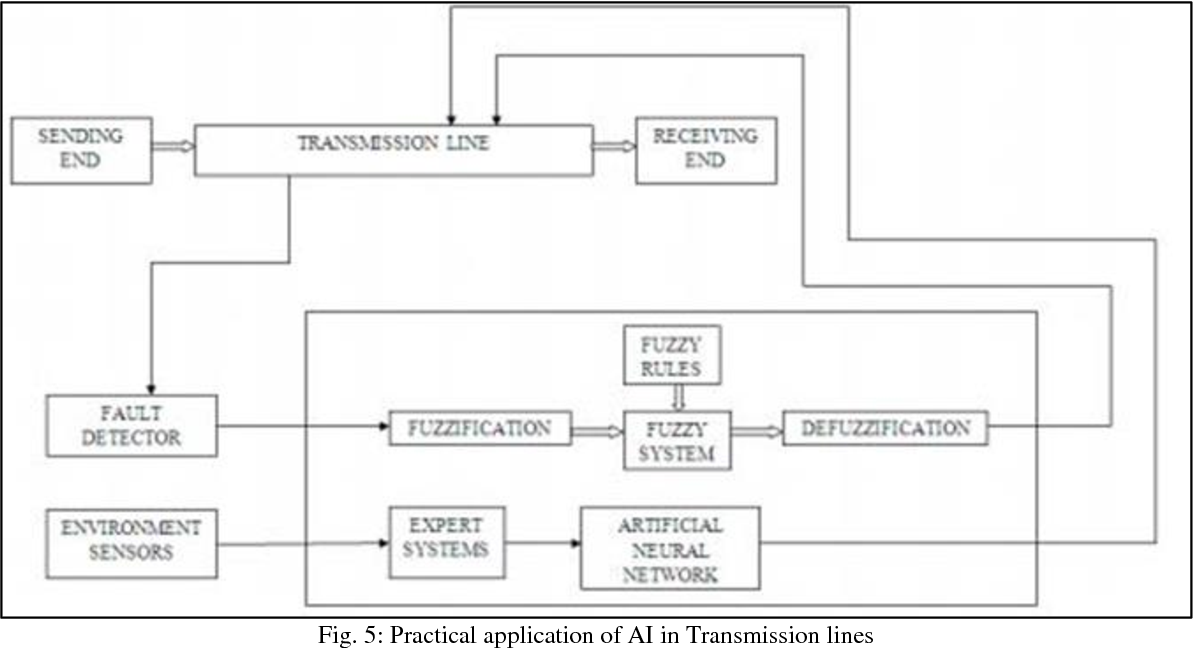 SENDING
END
TRANSMISSION LINE
RECEIVING
END
FUZZY
RULES
FAULT
DETECTOR
FUZZIFICATION
FUZZY
SYSTEM
DEFUZZIFICATION
ENVIRONMENT
SENSORS
EXPERT
SYSTEMS
ARTIFICIAL
NEURAL
NETWORK
Fig. 5: Practical application of AI in Transmission lines